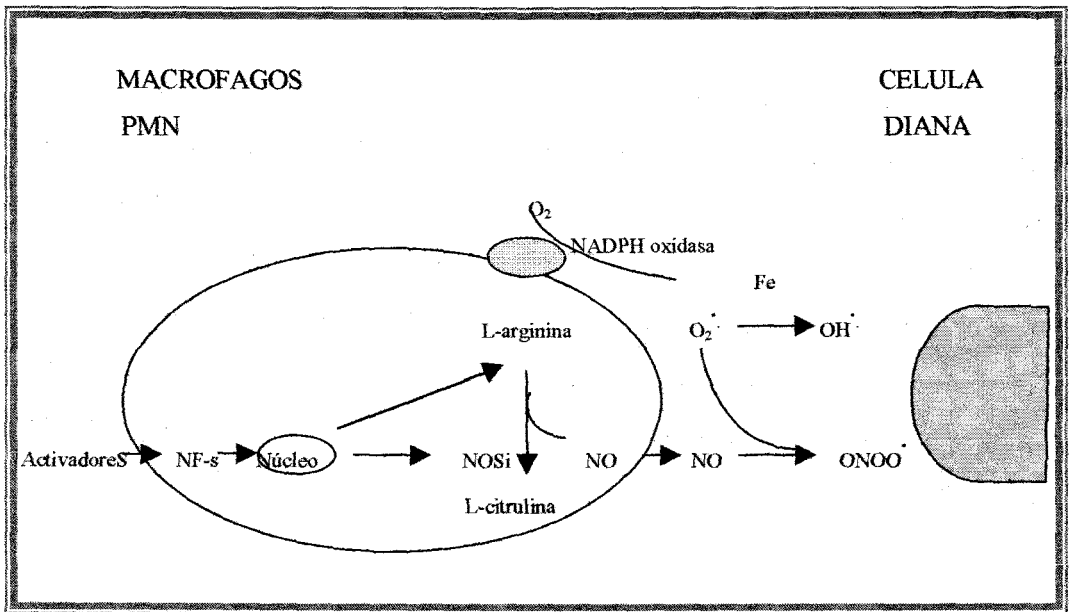 MACROFAGOS
PMN
CELULA
DIANA
O₂
NADPH oxidasa
Fe
L-arginina
O₂˙
OH˙
ActivadoreS
NF-s
Núcleo
NOSi
NO
NO
ONOO˙
L-citrulina